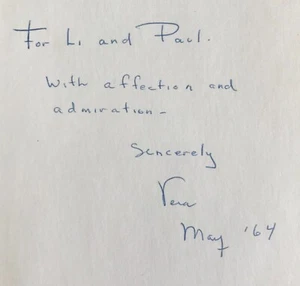 For Li and Paul.
With affection and
admiration -
Sincerely
Vera
May '64